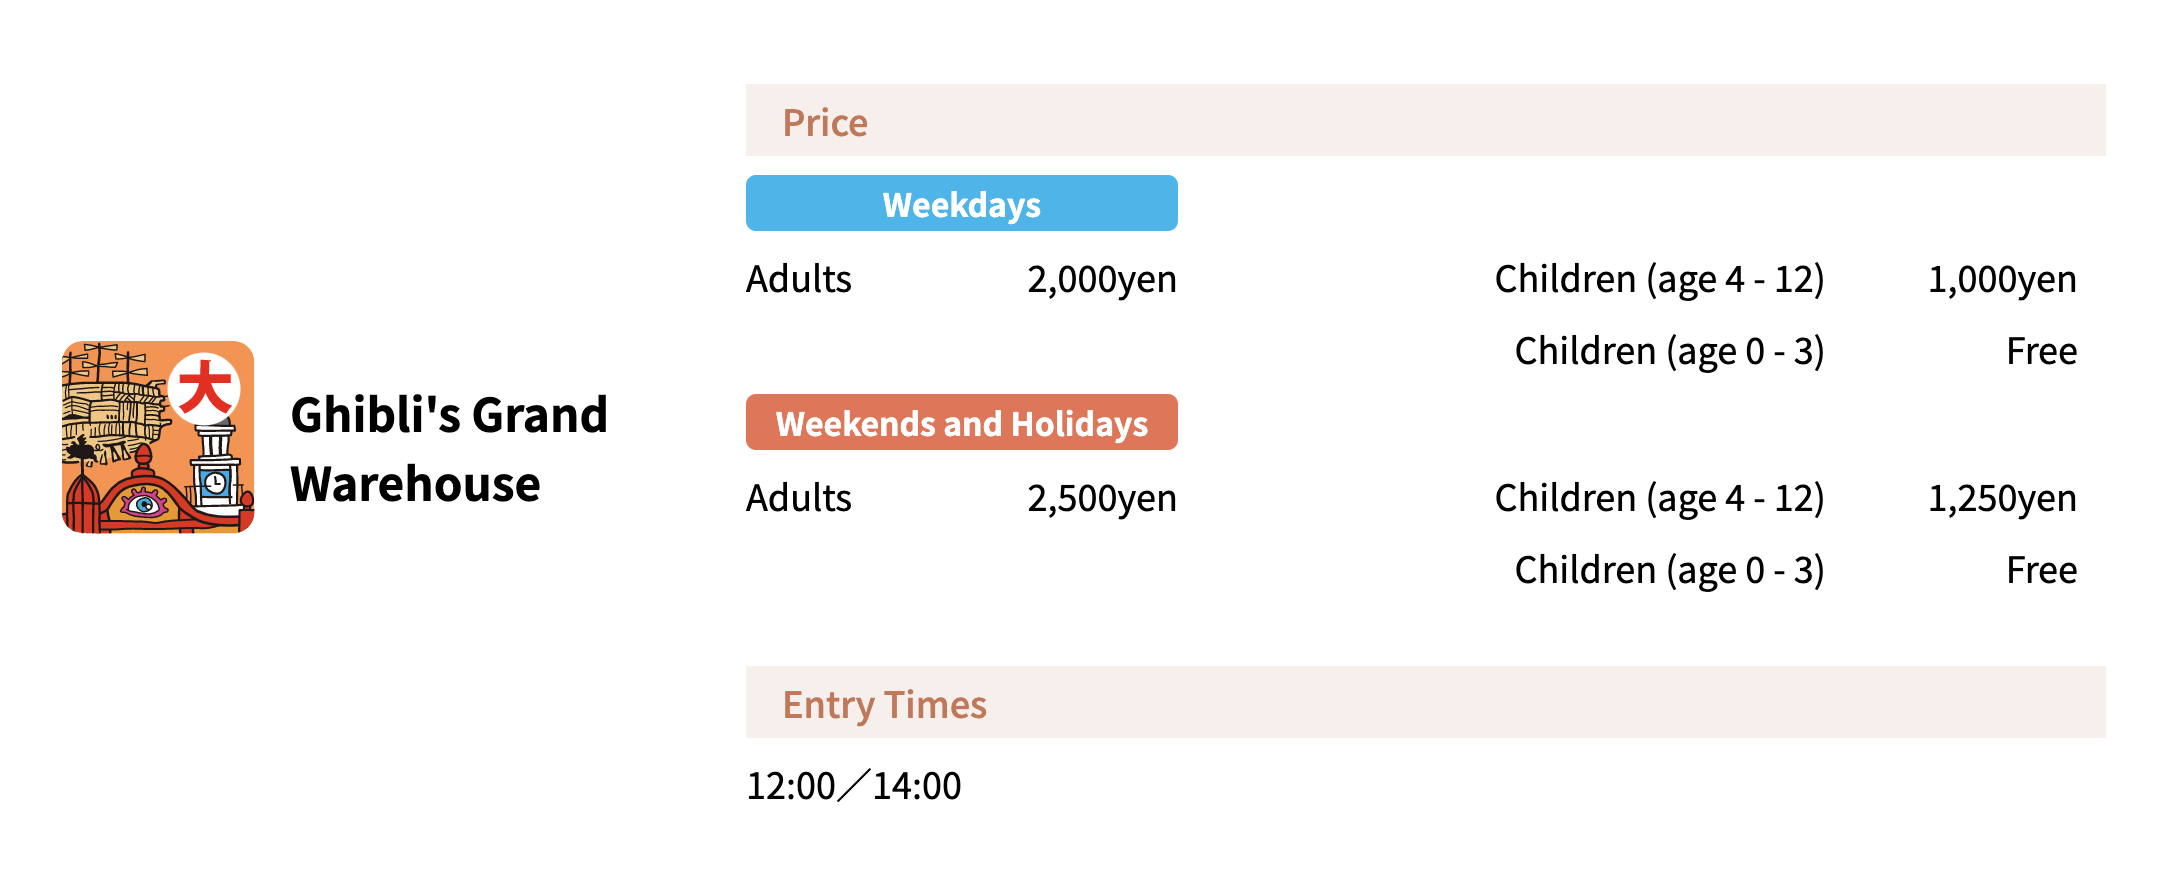 Price
Weekdays
Adults 2,000yen Children (age 4 - 12) 1,000yen
Children (age 0 - 3) Free
大
Ghibli's Grand
Warehouse
Weekends and Holidays
Adults 2,500yen Children (age 4 - 12) 1,250yen
Children (age 0 - 3) Free
Entry Times
12:00／14:00